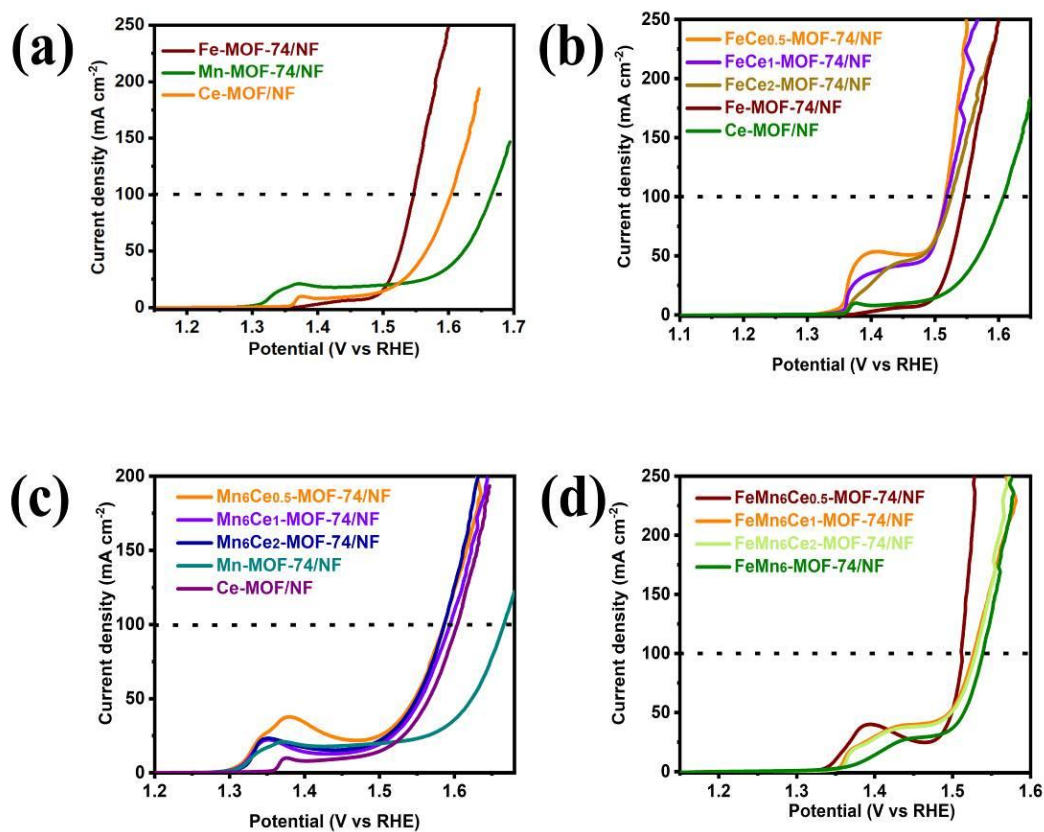 (a)
Current density (mA cm-2)
250
200
150
100
50
0
Fe-MOF-74/NF
Mn-MOF-74/NF
Ce-MOF/NF
1.2 1.3 1.4 1.5 1.6 1.7
Potential (V vs RHE)
(b)
Current density (mA cm-2)
250
200
150
100
50
0
FeCe0.5-MOF-74/NF
FeCe1-MOF-74/NF
FeCe2-MOF-74/NF
Fe-MOF-74/NF
Ce-MOF/NF
1.1 1.2 1.3 1.4 1.5 1.6
Potential (V vs RHE)
(c)
Current density (mA cm-2)
200
150
100
50
0
Mn6Ce0.5-MOF-74/NF
Mn6Ce1-MOF-74/NF
Mn6Ce2-MOF-74/NF
Mn-MOF-74/NF
Ce-MOF/NF
1.2 1.3 1.4 1.5 1.6
Potential (V vs RHE)
(d)
Current density (mA cm-2)
250
200
150
100
50
0
FeMn6Ce0.5-MOF-74/NF
FeMn6Ce1-MOF-74/NF
FeMn6Ce2-MOF-74/NF
FeMn6-MOF-74/NF
1.2 1.3 1.4 1.5 1.6
Potential (V vs RHE)